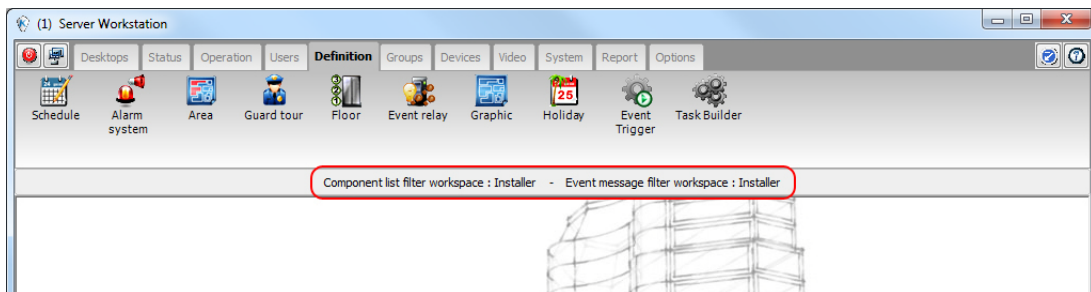 (1) Server Workstation
Desktops Status Operation Users Definition Groups Devices Video System Report Options
Schedule Alarm system Area Guard tour Floor Event relay Graphic 25 Holiday Event Trigger Task Builder
Component list filter workspace : Installer - Event message filter workspace : Installer